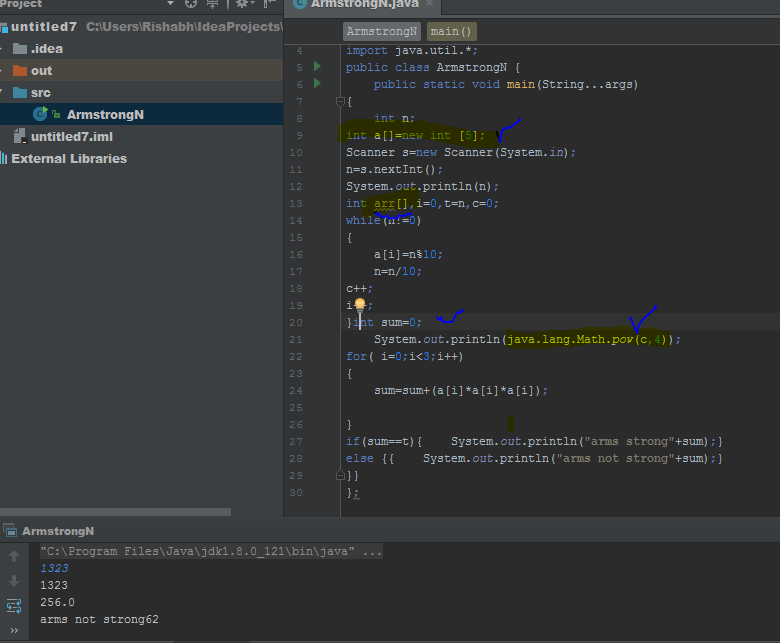 Project
ArmstrongN.java ×
untitled7 C:\Users\Rishabh\IdeaProjects\
.idea
out
src
ArmstrongN
untitled7.iml
External Libraries
ArmstrongN main()
4 import java.util.*;
5 public class ArmstrongN {
6 public static void main(String...args)
7 {
8 int n;
9 int a[]=new int [5];
10 Scanner s=new Scanner(System.in);
11 n=s.nextInt();
12 System.out.println(n);
13 int arr[],i=0,t=n,c=0;
14 while(n!=0)
15 {
16 a[i]=n%10;
17 n=n/10;
18 c++;
19 i ;
20 }int sum=0;
21 System.out.println(java.lang.Math.pow(c,4));
22 for( i=0;i<3;i++)
23 {
24 sum=sum+(a[i]*a[i]*a[i]);
25
26 }
27 if(sum==t){ System.out.println("arms strong"+sum);}
28 else {{ System.out.println("arms not strong"+sum);}
29 }}
30 };
ArmstrongN
"C:\Program Files\Java\jdk1.8.0_121\bin\java" ...
1323
1323
256.0
arms not strong62